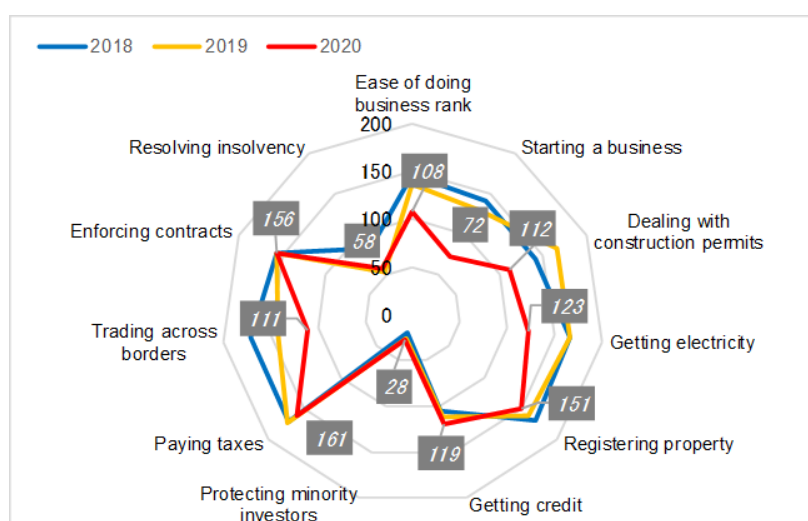 2018 2019 2020
Ease of doing
business rank
200
Resolving insolvency
Starting a business
150
108
156
100
58
72
112
Enforcing contracts
Dealing with
construction permits
50
0
111
123
Trading across
borders
Getting electricity
28
151
Paying taxes
161
119
Registering property
Protecting minority
investors
Getting credit